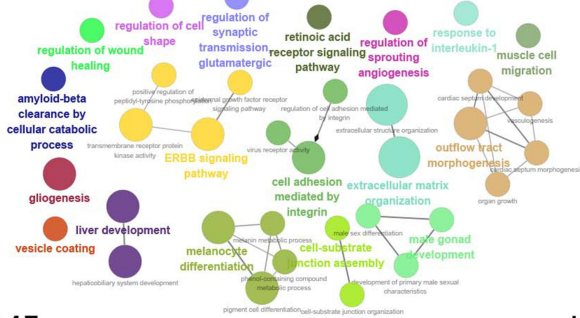 regulation of cell
shape
regulation of
synaptic
transmission,
glutamatergic
retinoic acid
receptor signaling
pathway
regulation of
sprouting
angiogenesis
response to
interleukin-1
muscle cell
migration
regulation of wound
healing
amyloid-beta
clearance by
cellular catabolic
process
positive regulation of
peptidyl-tyrosine phosphorylation
epidermal growth factor receptor
signaling pathway
transmembrane receptor protein
kinase activity
ERBB signaling
pathway
regulation of cell adhesion mediated
by integrin
virus receptor activity
cell adhesion
mediated by
integrin
extracellular structure organization
extracellular matrix
organization
cardiac septum development
vasculogenesis
outflow tract
morphogenesis
cardiac septum morphogenesis
organ growth
gliogenesis
vesicle coating
liver development
hepaticobiliary system development
melanocyte
differentiation
melanin metabolic process
phenol-containing compound
metabolic process
pigment cell differentiation
cell-substrate
junction assembly
cell-substrate junction organization
male sex differentiation
male gonad
development
development of primary male sexual
characteristics